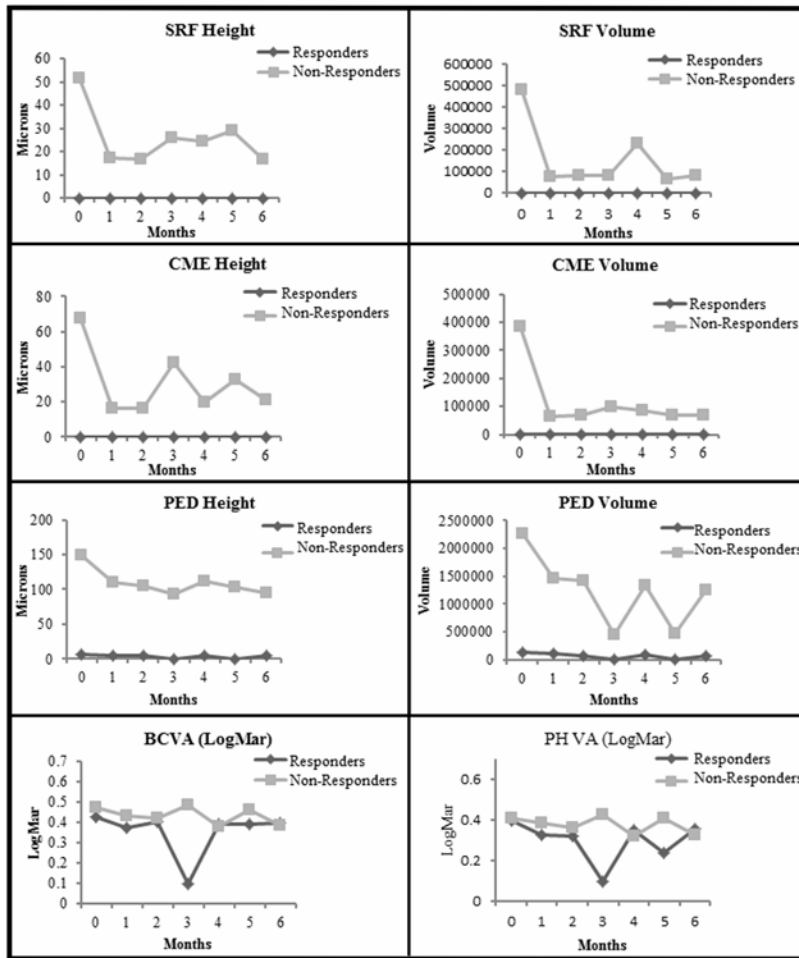 SRF Height
60
50
40
30
20
10
0
Microns
0 1 2 3 4 5 6
Months
Responders
Non-Responders
SRF Volume
600000
500000
400000
300000
200000
100000
0
Volume
0 1 2 3 4 5 6
Months
Responders
Non-Responders
CME Height
80
60
40
20
0
Microns
0 1 2 3 4 5 6
Months
Responders
Non-Responders
CME Volume
500000
400000
300000
200000
100000
0
Volume
0 1 2 3 4 5 6
Months
Responders
Non-Responders
PED Height
200
150
100
50
0
Microns
0 1 2 3 4 5 6
Months
Responders
Non-Responders
PED Volume
2500000
2000000
1500000
1000000
500000
0
Volume
0 1 2 3 4 5 6
Months
Responders
Non-Responders
BCVA (LogMar)
0.7
0.6
0.5
0.4
0.3
0.2
0.1
0
LogMar
0 1 2 3 4 5 6
Months
Responders
Non-Responders
PH VA (LogMar)
0.6
0.4
0.2
0
LogMar
0 1 2 3 4 5 6
Months
Responders
Non-Responders